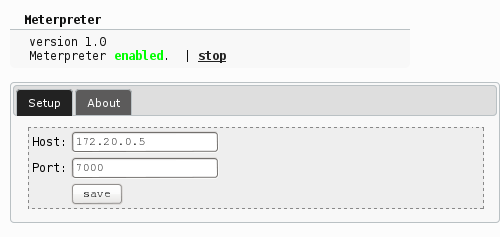 Meterpreter
version 1.0
Meterpreter enabled. | stop
Setup About
Host: 172.20.0.5
Port: 7000
save